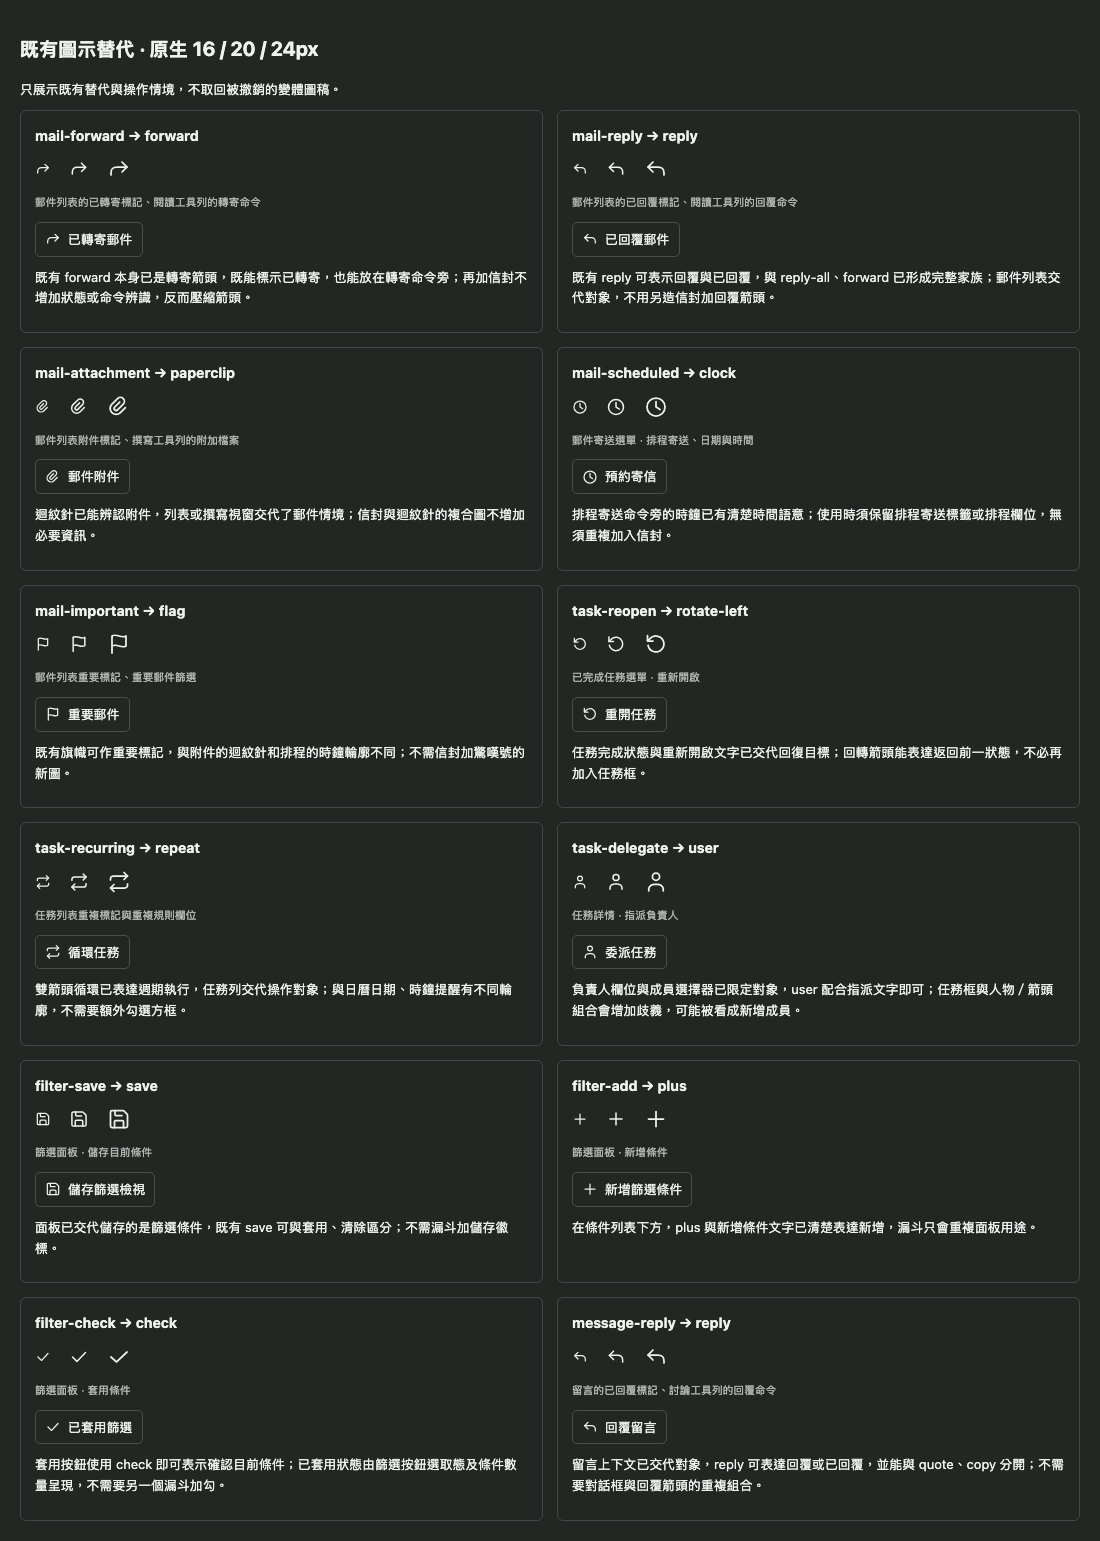 既有圖示替代 · 原生 16 / 20 / 24px
只展示既有替代與操作情境，不取回被撤銷的變體圖稿。
mail-forward → forward
郵件列表的已轉寄標記、閱讀工具列的轉寄命令
已轉寄郵件
既有 forward 本身已是轉寄箭頭，既能標示已轉寄，也能放在轉寄命令旁；再加信封不
增加狀態或命令辨識，反而壓縮箭頭。
mail-reply → reply
郵件列表的已回覆標記、閱讀工具列的回覆命令
已回覆郵件
既有 reply 可表示回覆與已回覆，與 reply-all、forward 已形成完整家族；郵件列表交
代對象，不用另造信封加回覆箭頭。
mail-attachment → paperclip
郵件列表附件標記、撰寫工具列的附加檔案
郵件附件
迴紋針已能辨認附件，列表或撰寫視窗交代了郵件情境；信封與迴紋針的複合圖不增加
必要資訊。
mail-scheduled → clock
郵件寄送選單 · 排程寄送、日期與時間
預約寄信
排程寄送命令旁的時鐘已有清楚時間語意；使用時須保留排程寄送標籤或排程欄位，無
須重複加入信封。
mail-important → flag
郵件列表重要標記、重要郵件篩選
重要郵件
既有旗幟可作重要標記，與附件的迴紋針和排程的時鐘輪廓不同；不需信封加驚嘆號的
新圖。
task-reopen → rotate-left
已完成任務選單 · 重新開啟
重開任務
任務完成狀態與重新開啟文字已交代回復目標；回轉箭頭能表達返回前一狀態，不必再
加入任務框。
task-recurring → repeat
任務列表重複標記與重複規則欄位
循環任務
雙箭頭循環已表達週期執行，任務列交代操作對象；與日曆日期、時鐘提醒有不同輪
廓，不需要額外勾選方框。
task-delegate → user
任務詳情 · 指派負責人
委派任務
負責人欄位與成員選擇器已限定對象，user 配合指派文字即可；任務框與人物 / 箭頭
組合會增加歧義，可能被看成新增成員。
filter-save → save
篩選面板 · 儲存目前條件
儲存篩選檢視
面板已交代儲存的是篩選條件，既有 save 可與套用、清除區分；不需漏斗加儲存徽
標。
filter-add → plus
篩選面板 · 新增條件
新增篩選條件
在條件列表下方，plus 與新增條件文字已清楚表達新增，漏斗只會重複面板用途。
filter-check → check
篩選面板 · 套用條件
已套用篩選
套用按鈕使用 check 即可表示確認目前條件；已套用狀態由篩選按鈕選取態及條件數
量呈現，不需要另一個漏斗加勾。
message-reply → reply
留言的已回覆標記、討論工具列的回覆命令
回覆留言
留言上下文已交代對象，reply 可表達回覆或已回覆，並能與 quote、copy 分開；不需
要對話框與回覆箭頭的重複組合。